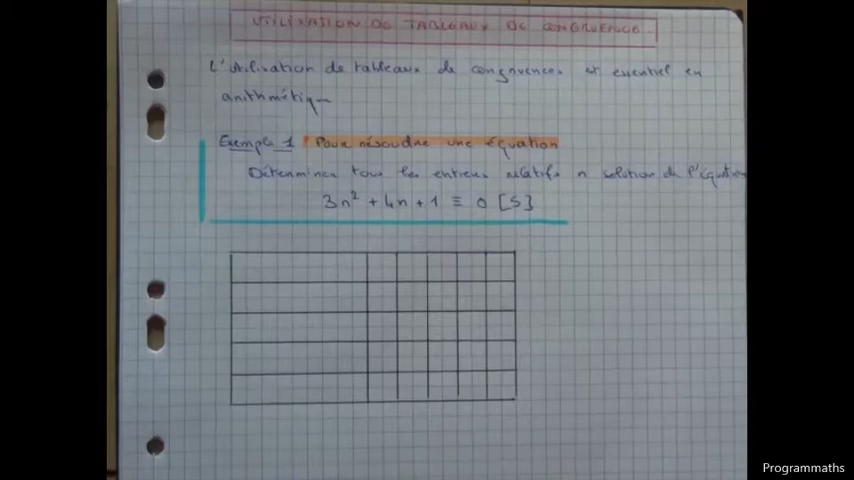 UTILISATION DE TABLEAUX DE CONGRUENCE.
L'utilisation de tableaux de congruences est essentiel en
arithmétique
Exemple 1 Pour résoudre une équation
Déterminer tous les entiers relatifs n solution de l'équation
3n² + 4n + 1 ≡ 0 [5]
Programmaths